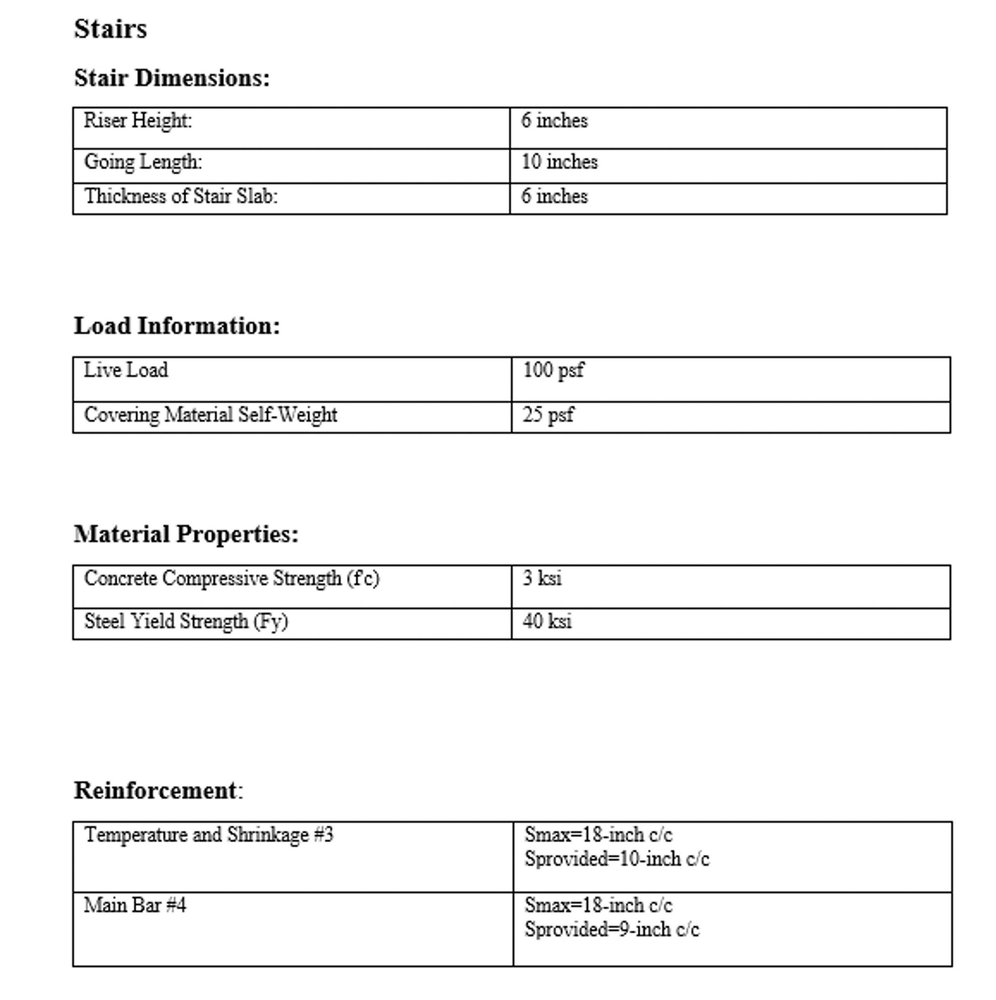 Stairs
Stair Dimensions:
Riser Height: 6 inches
Going Length: 10 inches
Thickness of Stair Slab: 6 inches
Load Information:
Live Load 100 psf
Covering Material Self-Weight 25 psf
Material Properties:
Concrete Compressive Strength (f'c) 3 ksi
Steel Yield Strength (Fy) 40 ksi
Reinforcement:
Temperature and Shrinkage #3 Smax=18-inch c/c
Sprovided=10-inch c/c
Main Bar #4 Smax=18-inch c/c
Sprovided=9-inch c/c